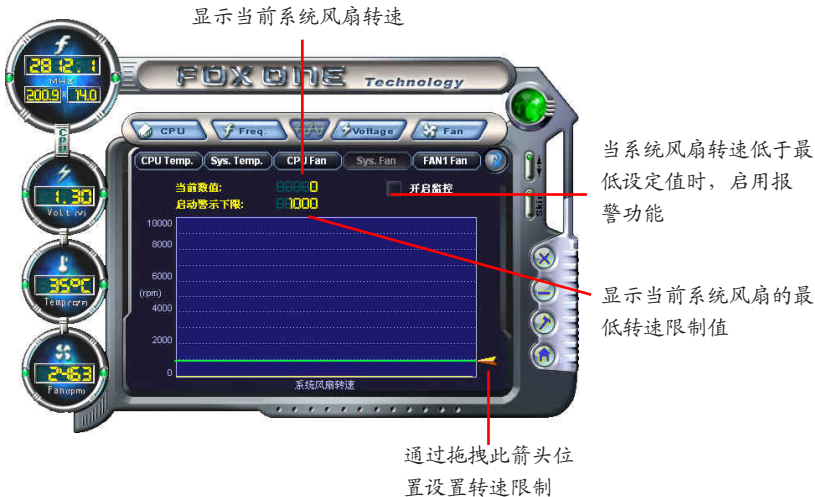 显示当前系统风扇转速
2812.1
MHz
200.9 x 14.0
CPU
FOX ONE Technology
CPU Freq. Voltage Fan
CPU Temp. Sys. Temp. CPU Fan Sys. Fan FAN1 Fan ?
当前数值: 0 开启监控
启动警示下限: 1000
Skin
1.30
Volt (v)
35℃
Temp(℃/℉)
2463
Fan(rpm)
10000
8000
6000
(rpm)
4000
2000
0
系统风扇转速
当系统风扇转速低于最
低设定值时，启用报
警功能
显示当前系统风扇的最
低转速限制值
通过拖拽此箭头位
置设置转速限制